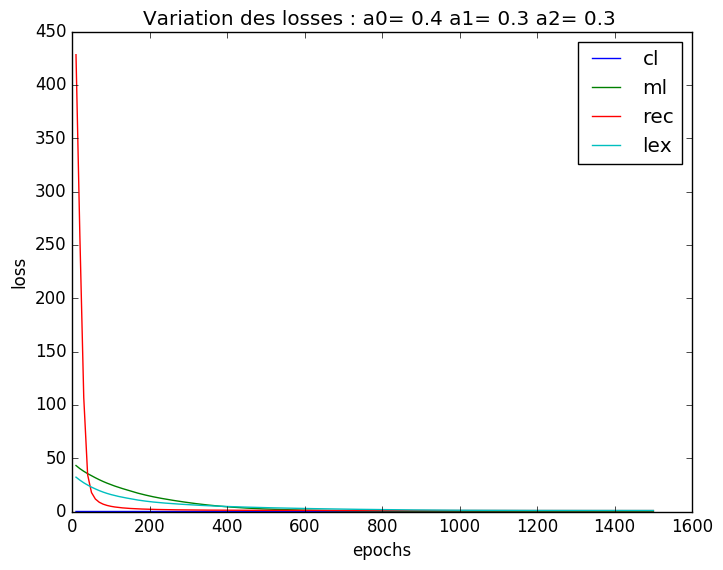 Variation des losses : a0= 0.4 a1= 0.3 a2= 0.3
450
400
350
300
250
200
150
100
50
0
loss
cl
ml
rec
lex
0 200 400 600 800 1000 1200 1400 1600
epochs